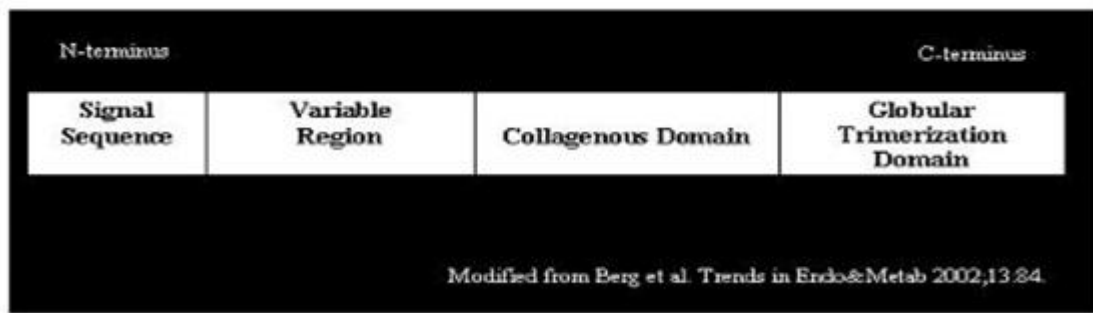 N-terminus
C-terminus
Signal
Sequence
Variable
Region
Collagenous Domain
Globular
Trimerization
Domain
Modified from Berg et al. Trends in Endo&Metab 2002;13:84.